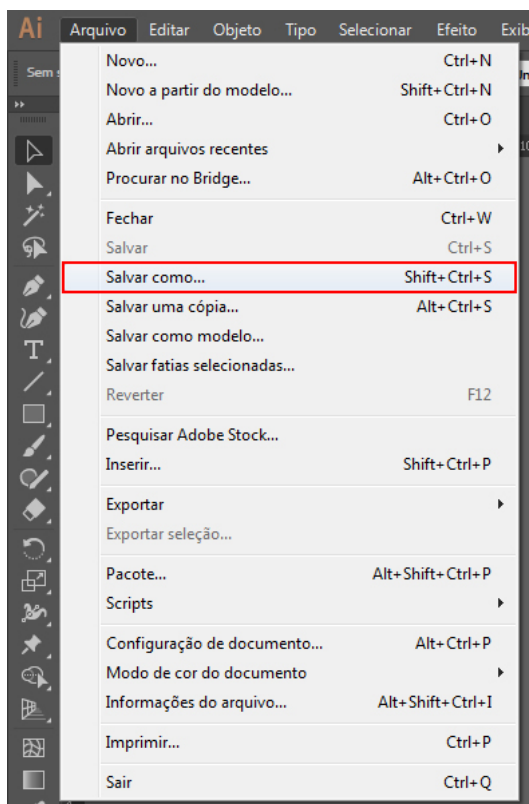 Ai Arquivo Editar Objeto Tipo Selecionar Efeito Exib
Sem
Novo... Ctrl+N
Novo a partir do modelo... Shift+Ctrl+N
Abrir... Ctrl+O
Abrir arquivos recentes
Procurar no Bridge... Alt+Ctrl+O
Fechar Ctrl+W
Salvar Ctrl+S
Salvar como... Shift+Ctrl+S
Salvar uma cópia... Alt+Ctrl+S
Salvar como modelo...
Salvar fatias selecionadas...
Reverter F12
Pesquisar Adobe Stock...
Inserir... Shift+Ctrl+P
Exportar
Exportar seleção...
Pacote... Alt+Shift+Ctrl+P
Scripts
Configuração de documento... Alt+Ctrl+P
Modo de cor do documento
Informações do arquivo... Alt+Shift+Ctrl+I
Imprimir... Ctrl+P
Sair Ctrl+Q